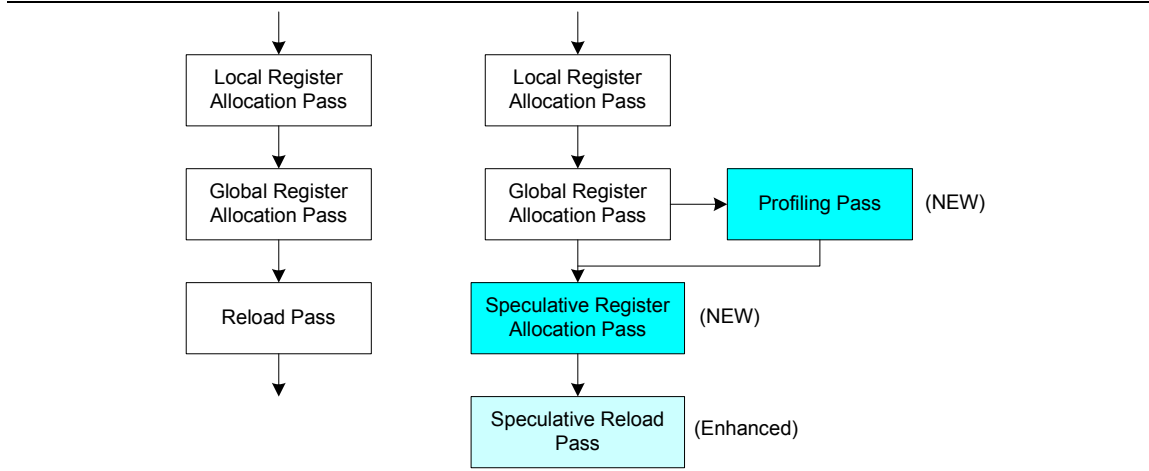 Local Register
Allocation Pass
Global Register
Allocation Pass
Reload Pass
Local Register
Allocation Pass
Global Register
Allocation Pass
Profiling Pass
(NEW)
Speculative Register
Allocation Pass
(NEW)
Speculative Reload
Pass
(Enhanced)